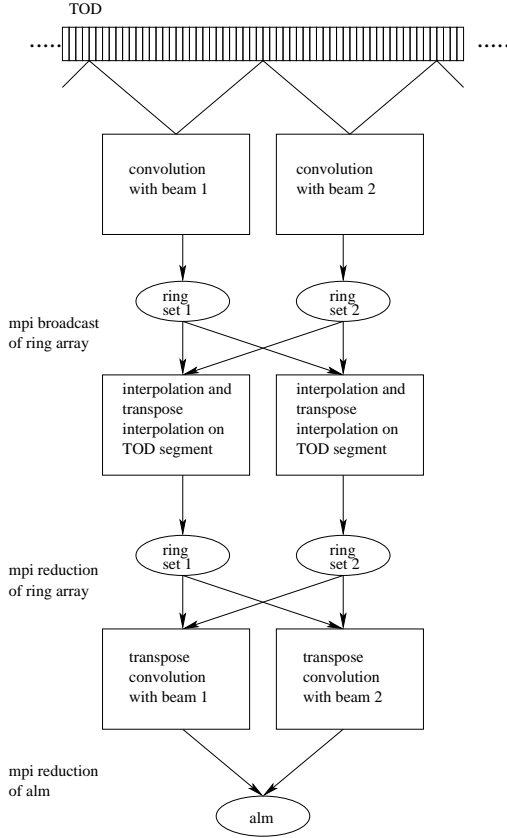 TOD
convolution
with beam 1
convolution
with beam 2
ring
set 1
ring
set 2
mpi broadcast
of ring array
interpolation and
transpose
interpolation on
TOD segment
interpolation and
transpose
interpolation on
TOD segment
ring
set 1
ring
set 2
mpi reduction
of ring array
transpose
convolution
with beam 1
transpose
convolution
with beam 2
mpi reduction
of alm
alm